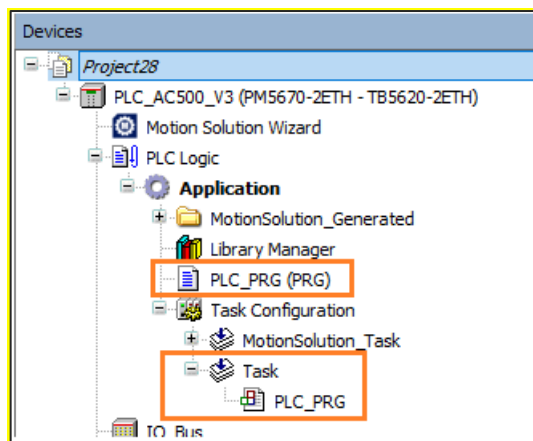 Devices
Project28
PLC_AC500_V3 (PM5670-2ETH - TB5620-2ETH)
Motion Solution Wizard
PLC Logic
Application
MotionSolution_Generated
Library Manager
PLC_PRG (PRG)
Task Configuration
MotionSolution_Task
Task
PLC_PRG
IO_Bus